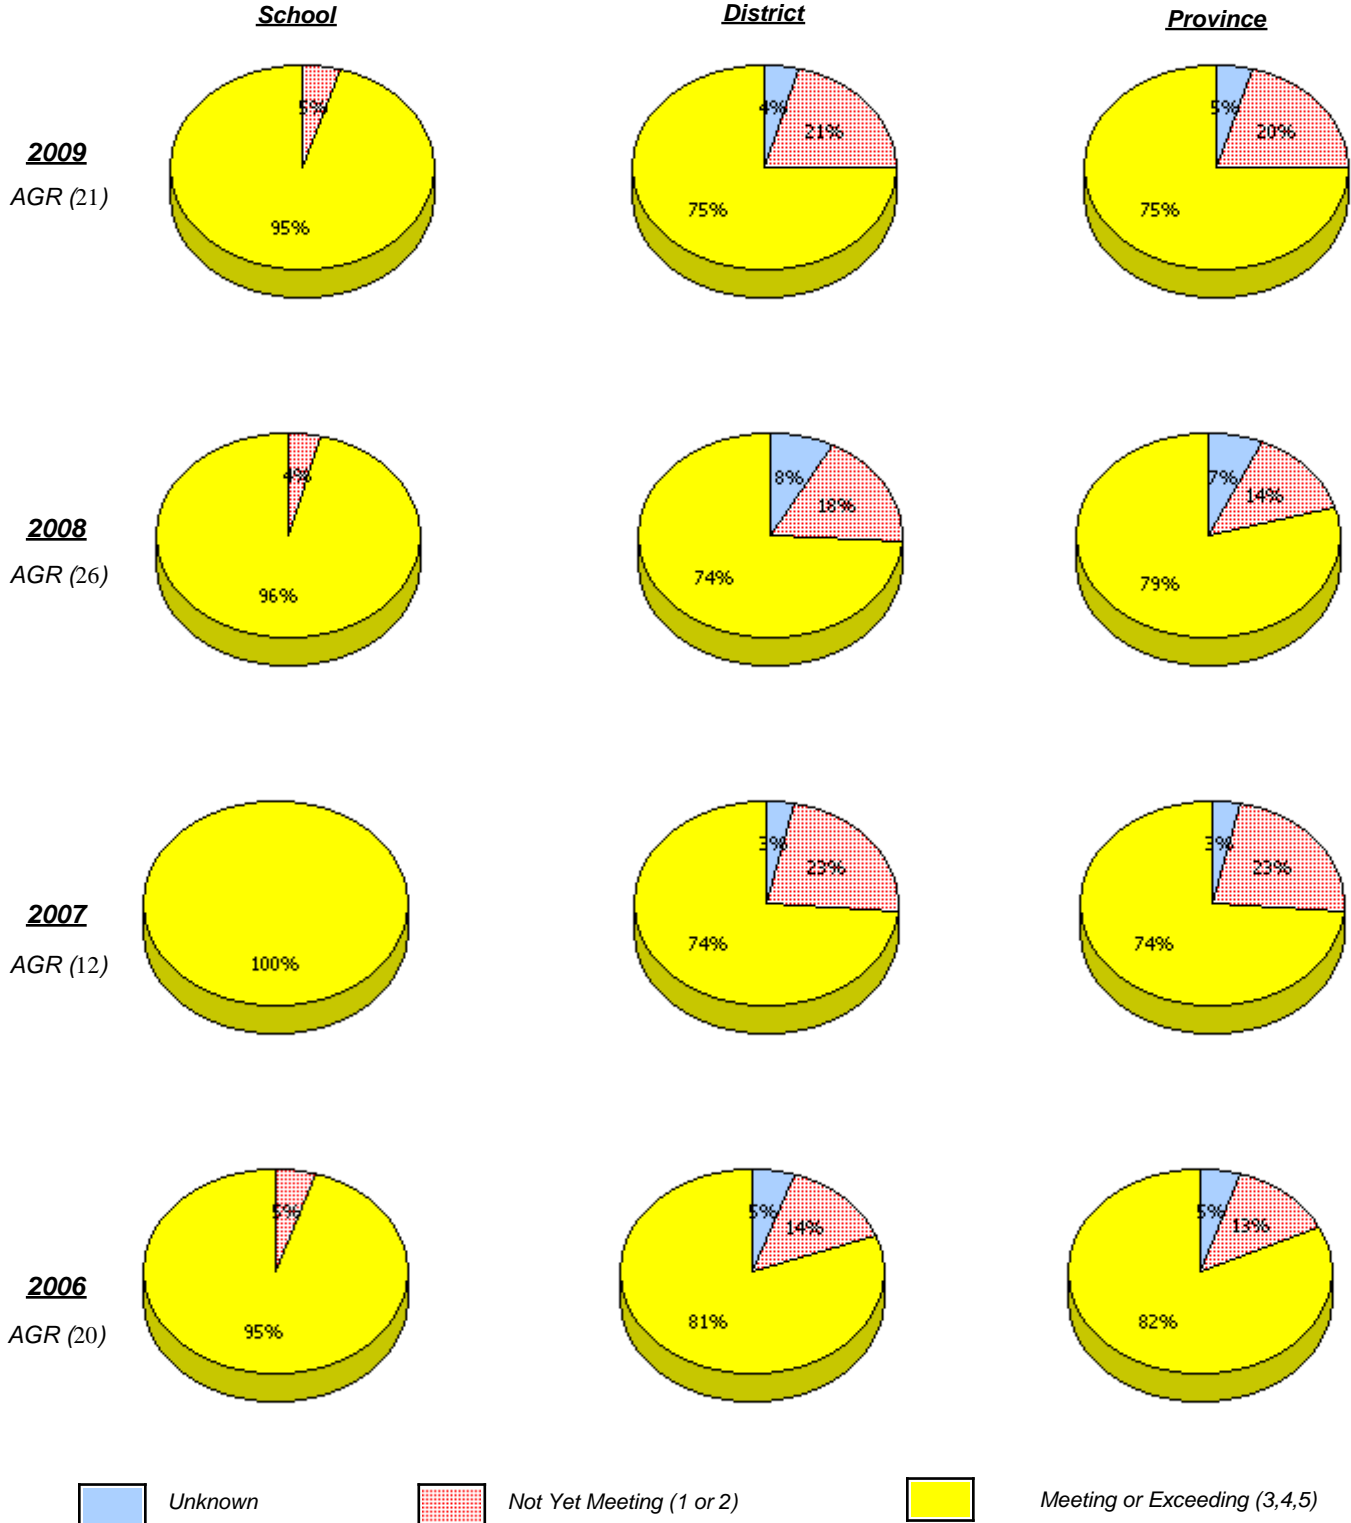 School District Province
5% 4% 21% 5% 20%
2009
AGR (21)
95% 75% 75%
4% 8% 18% 7% 14%
2008
AGR (26)
96% 74% 79%
3% 23% 3% 23%
2007
AGR (12)
100% 74% 74%
5% 5% 14% 5% 13%
2006
AGR (20)
95% 81% 82%
Unknown Not Yet Meeting (1 or 2) Meeting or Exceeding (3,4,5)